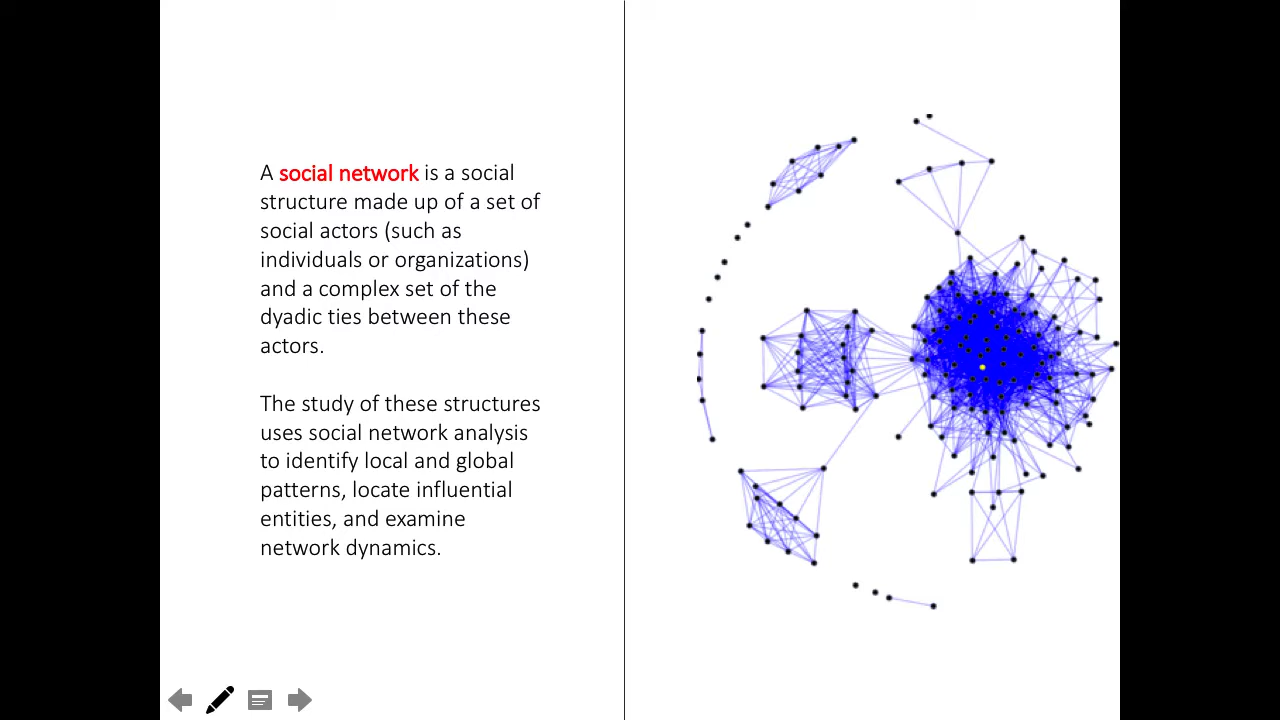 A social network is a social
structure made up of a set of
social actors (such as
individuals or organizations)
and a complex set of the
dyadic ties between these
actors.
The study of these structures
uses social network analysis
to identify local and global
patterns, locate influential
entities, and examine
network dynamics.